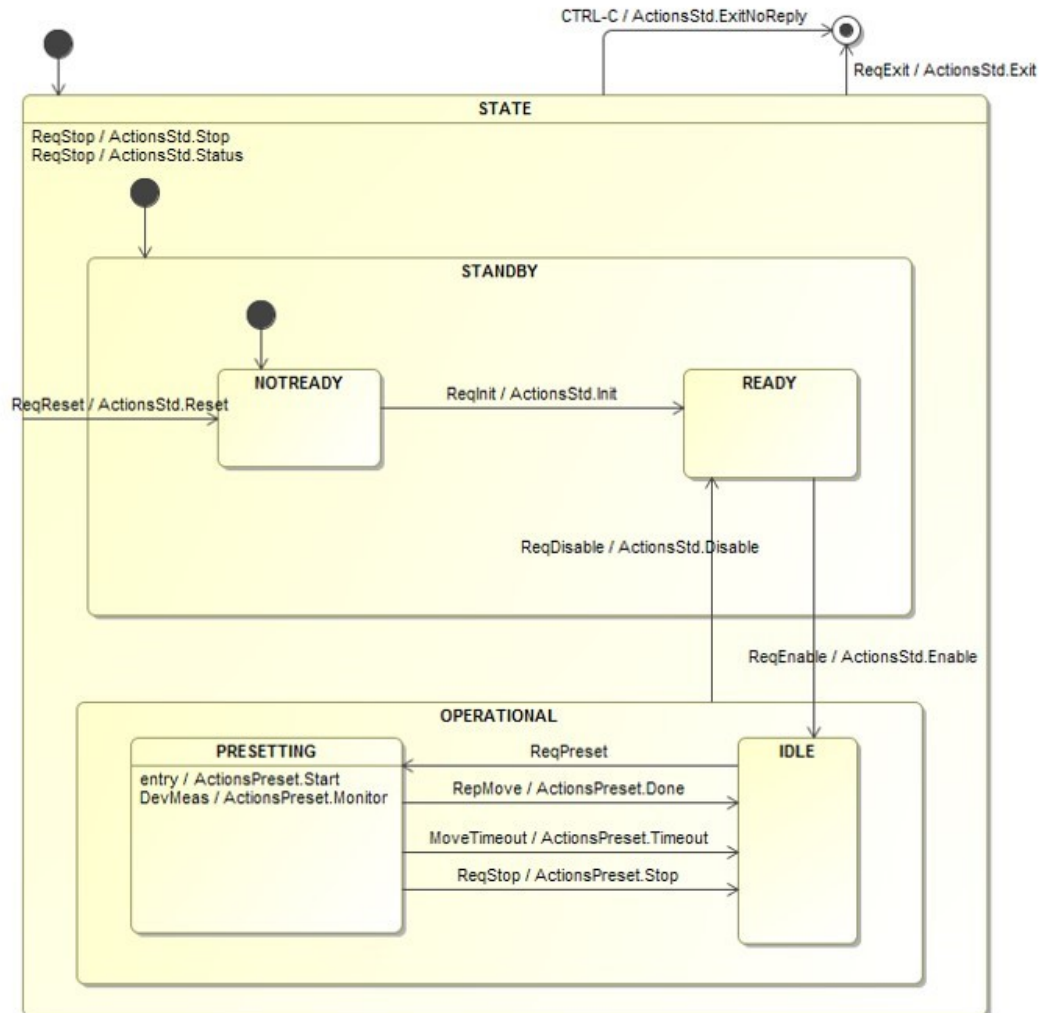 CTRL-C / ActionsStd.ExitNoReply
ReqExit / ActionsStd.Exit
STATE
ReqStop / ActionsStd.Stop
ReqStop / ActionsStd.Status
STANDBY
NOTREADY
READY
ReqReset / ActionsStd.Reset
ReqInit / ActionsStd.Init
ReqDisable / ActionsStd.Disable
ReqEnable / ActionsStd.Enable
OPERATIONAL
PRESETTING
entry / ActionsPreset.Start
DevMeas / ActionsPreset.Monitor
ReqPreset
IDLE
RepMove / ActionsPreset.Done
MoveTimeout / ActionsPreset.Timeout
ReqStop / ActionsPreset.Stop